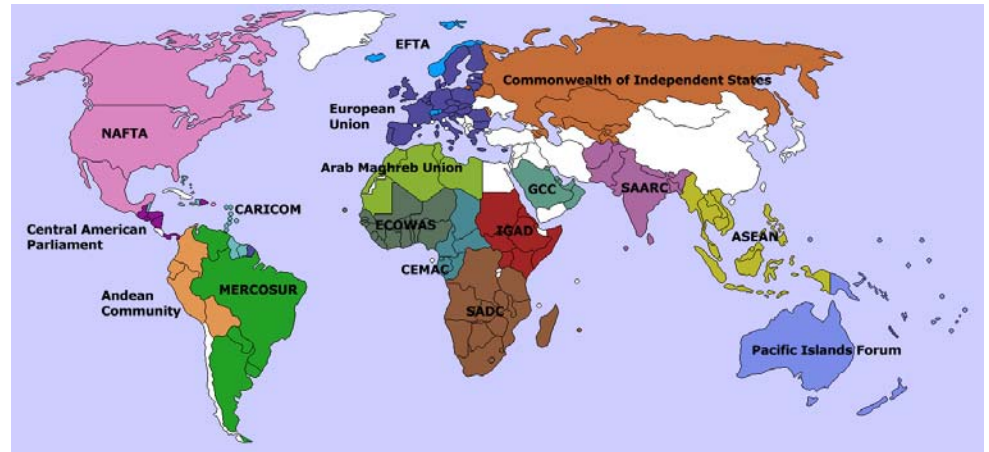 EFTA
Commonwealth of Independent States
European
Union
NAFTA
Arab Maghreb Union
GCC
SAARC
CARICOM
ECOWAS
IGAD
Central American
Parliament
ASEAN
CEMAC
MERCOSUR
Andean
Community
SADC
Pacific Islands Forum